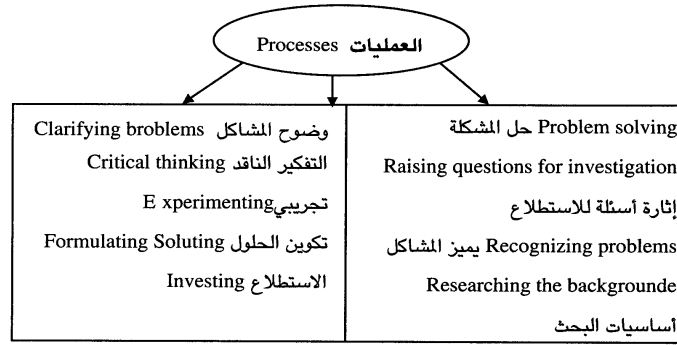 العمليات Processes
Problem solving حل المشكلة
Raising questions for investigation
إثارة أسئلة للاستطلاع
Recognizing problems يميز المشاكل
Researching the backgrounde
أساسيات البحث
وضوح المشاكل Clarifying broblems
التفكير الناقد Critical thinking
تجريبيE xperimenting
تكوين الحلول Formulating Soluting
الاستطلاع Investing